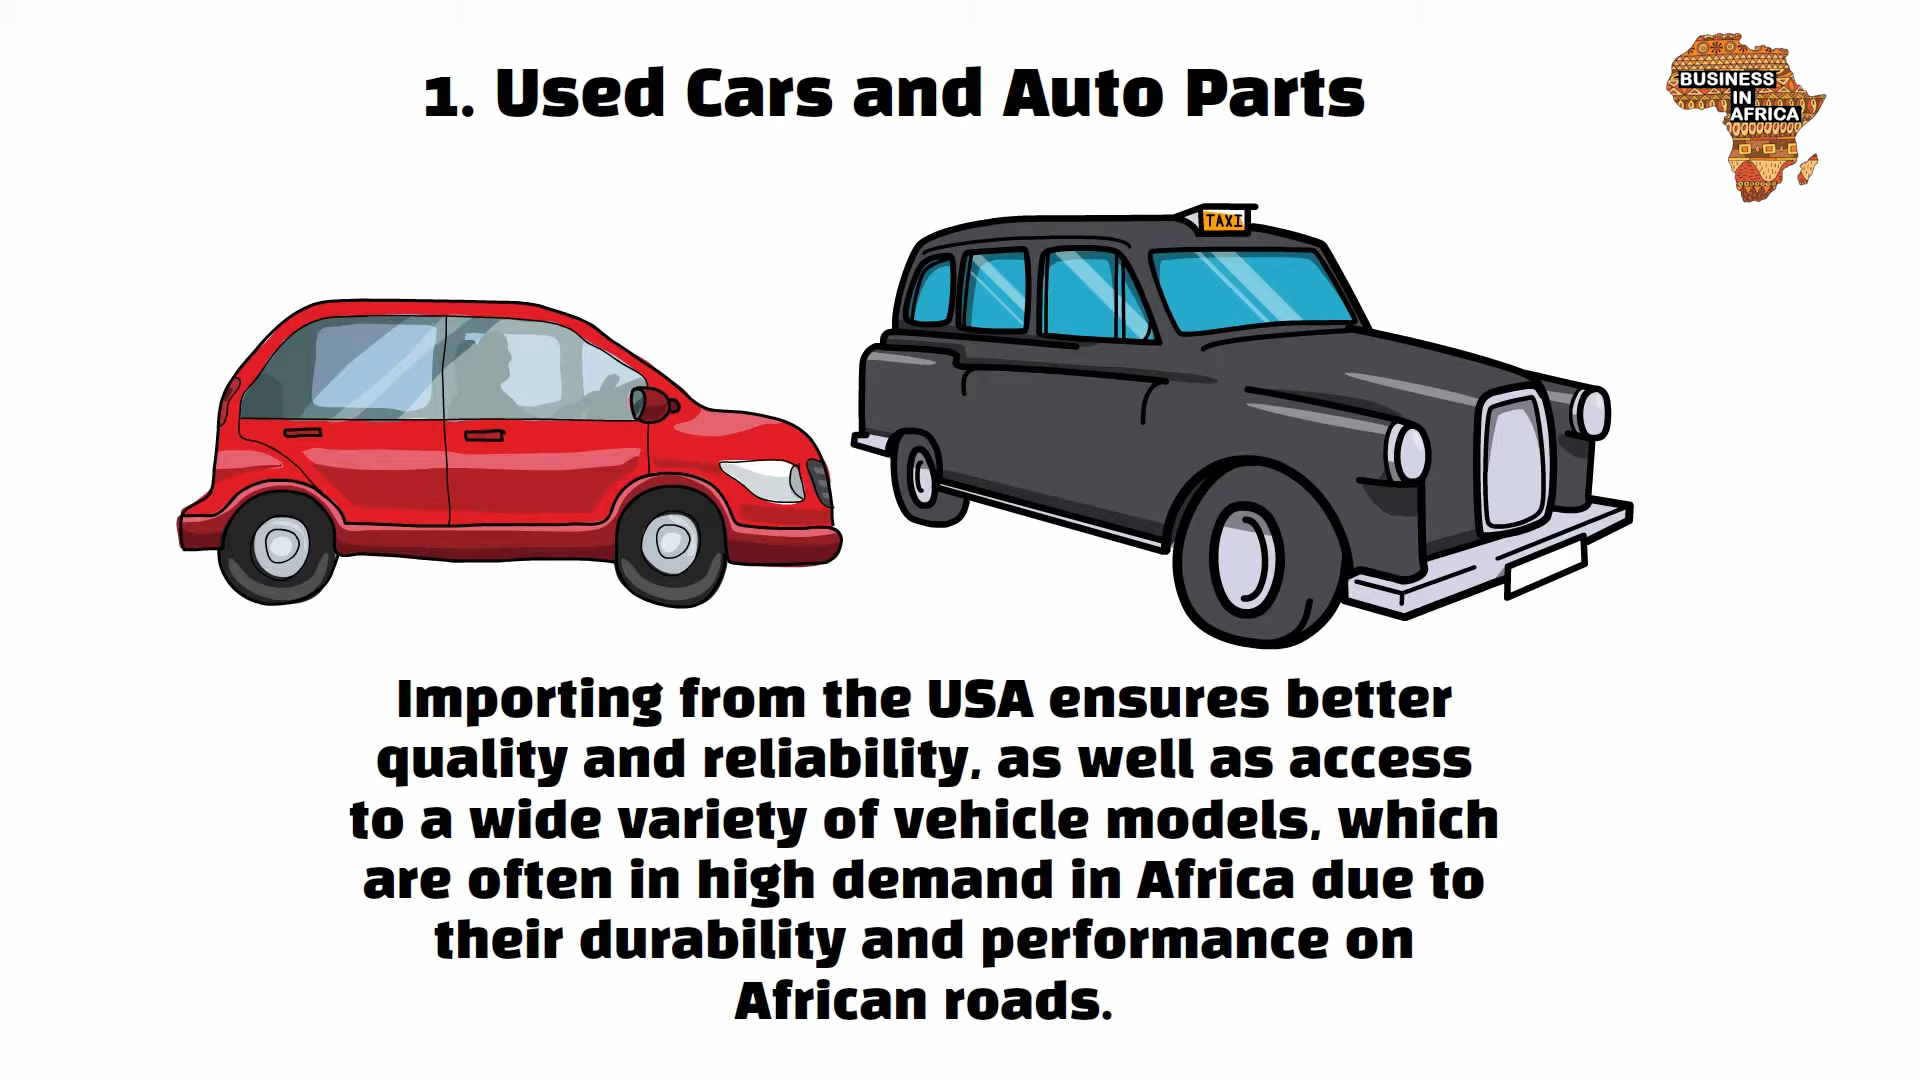 1. Used Cars and Auto Parts
BUSINESS
IN
AFRICA
TAXI
Importing from the USA ensures better
quality and reliability, as well as access
to a wide variety of vehicle models, which
are often in high demand in Africa due to
their durability and performance on
African roads.